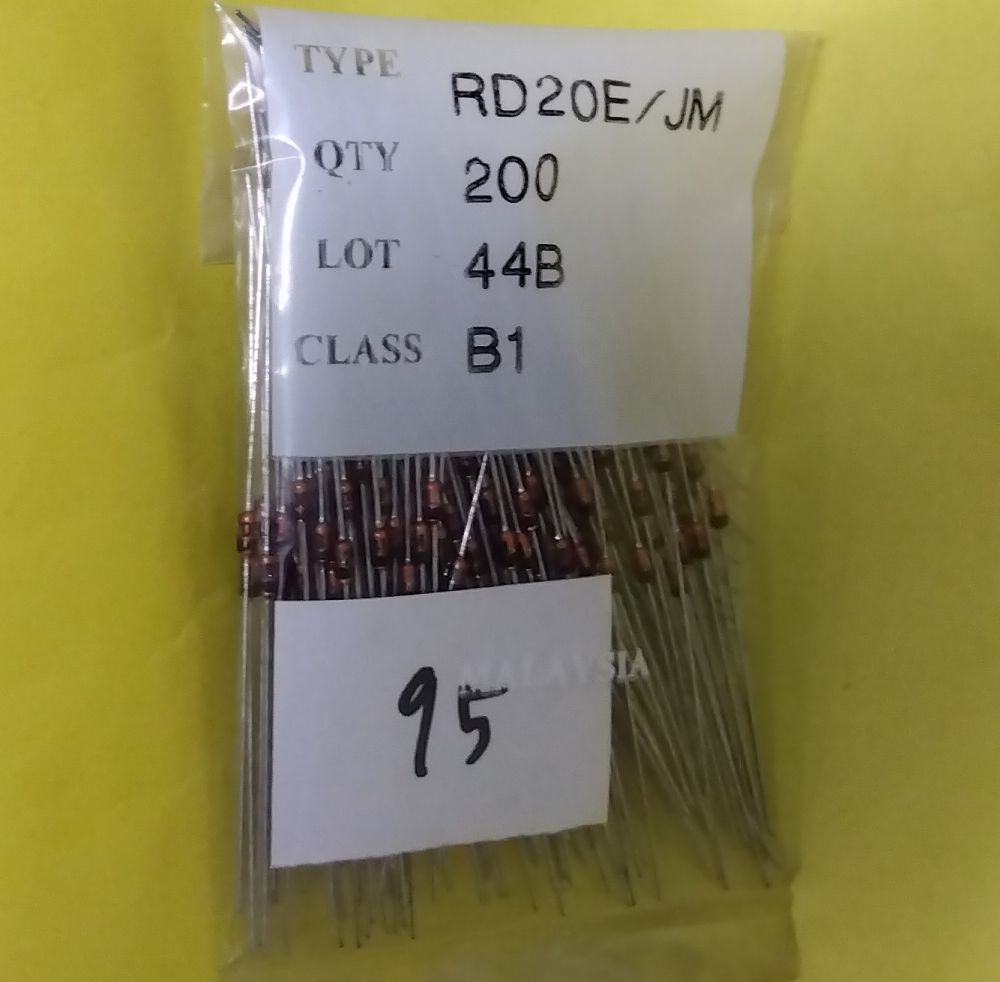 TYPE RD20E/JM
QTY 200
LOT 44B
CLASS B1
MALAYSIA
95